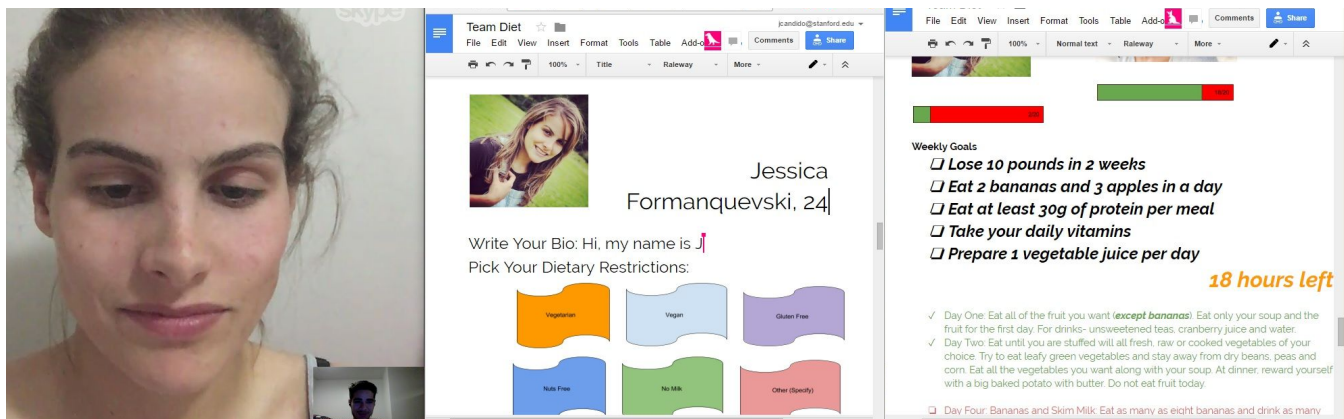 skype
Team Diet
jcandido@stanford.edu
File Edit View Insert Format Tools Table Add-o
Comments
Share
100%
Title
Raleway
More
Jessica
Formanquevski, 24
Write Your Bio: Hi, my name is J
Pick Your Dietary Restrictions:
Vegetarian
Vegan
Gluten Free
Nuts Free
No Milk
Other (Specify)
File Edit View Insert Format Tools Table Add-o
Comments
Share
100%
Normal text
Raleway
More
Weekly Goals
❑ Lose 10 pounds in 2 weeks
❑ Eat 2 bananas and 3 apples in a day
❑ Eat at least 30g of protein per meal
❑ Take your daily vitamins
❑ Prepare 1 vegetable juice per day
18 hours left
✓ Day One: Eat all of the fruit you want (except bananas). Eat only your soup and the
fruit for the first day. For drinks- unsweetened teas, cranberry juice and water.
✓ Day Two: Eat until you are stuffed will all fresh, raw or cooked vegetables of your
choice. Try to eat leafy green vegetables and stay away from dry beans, peas and
corn. Eat all the vegetables you want along with your soup. At dinner, reward yourself
with a big baked potato with butter. Do not eat fruit today.
❑ Day Four: Bananas and Skim Milk: Eat as many as eight bananas and drink as many